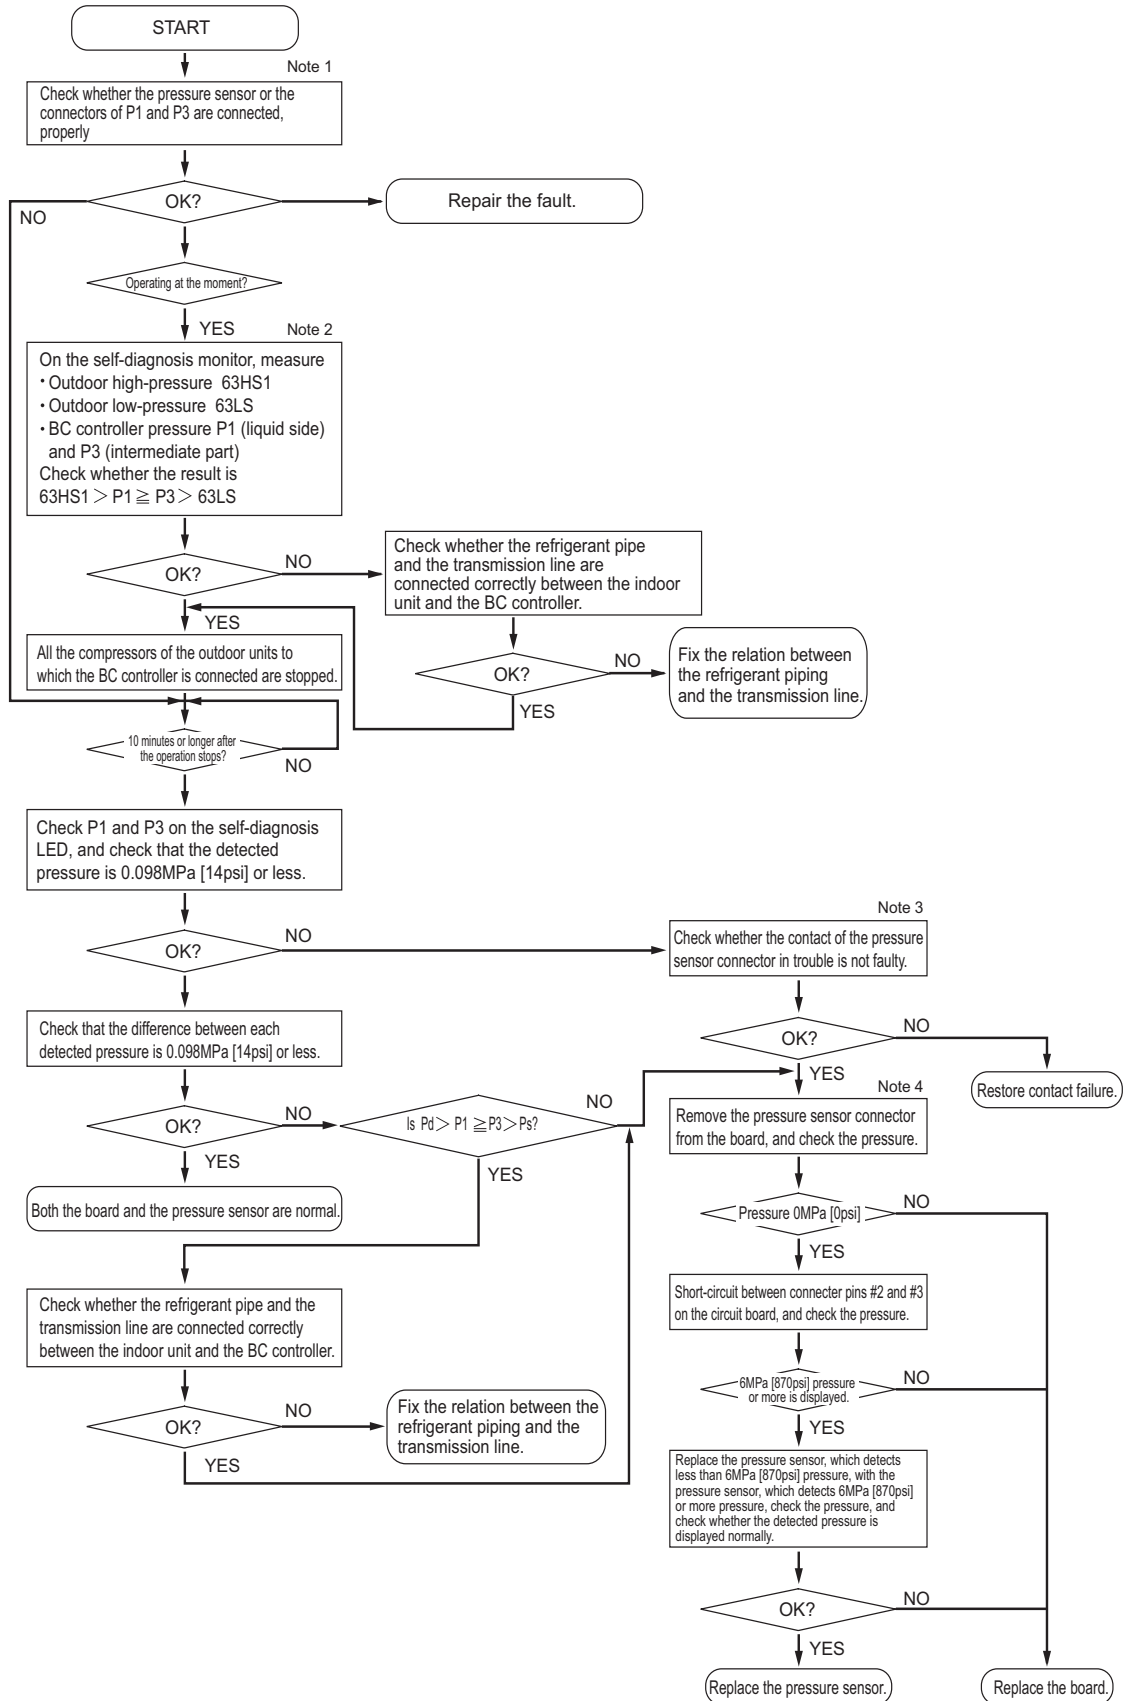 START
Note 1
Check whether the pressure sensor or the
connectors of P1 and P3 are connected,
properly
OK?
Repair the fault.
NO
Operating at the moment?
YES
Note 2
On the self-diagnosis monitor, measure
・Outdoor high-pressure 63HS1
・Outdoor low-pressure 63LS
・BC controller pressure P1 (liquid side)
and P3 (intermediate part)
Check whether the result is
63HS1＞P1≧P3＞63LS
OK?
NO
Check whether the refrigerant pipe
and the transmission line are
connected correctly between the indoor
unit and the BC controller.
YES
All the compressors of the outdoor units to
which the BC controller is connected are stopped.
OK?
NO
Fix the relation between
the refrigerant piping
and the transmission line.
YES
10 minutes or longer after
the operation stops?
NO
Check P1 and P3 on the self-diagnosis
LED, and check that the detected
pressure is 0.098MPa [14psi] or less.
OK?
NO
Note 3
Check whether the contact of the pressure
sensor connector in trouble is not faulty.
Check that the difference between each
detected pressure is 0.098MPa [14psi] or less.
OK?
NO
YES
Restore contact failure.
Note 4
OK?
NO
Is Pd＞ P1 ≧P3＞Ps?
NO
Remove the pressure sensor connector
from the board, and check the pressure.
YES
YES
Both the board and the pressure sensor are normal.
Pressure 0MPa [0psi]
NO
YES
Check whether the refrigerant pipe and the
transmission line are connected correctly
between the indoor unit and the BC controller.
Short-circuit between connecter pins #2 and #3
on the circuit board, and check the pressure.
6MPa [870psi] pressure
or more is displayed.
NO
YES
OK?
NO
Fix the relation between the
refrigerant piping and the
transmission line.
YES
Replace the pressure sensor, which detects
less than 6MPa [870psi] pressure, with the
pressure sensor, which detects 6MPa [870psi]
or more pressure, check the pressure, and
check whether the detected pressure is
displayed normally.
OK?
NO
YES
Replace the pressure sensor.
Replace the board.